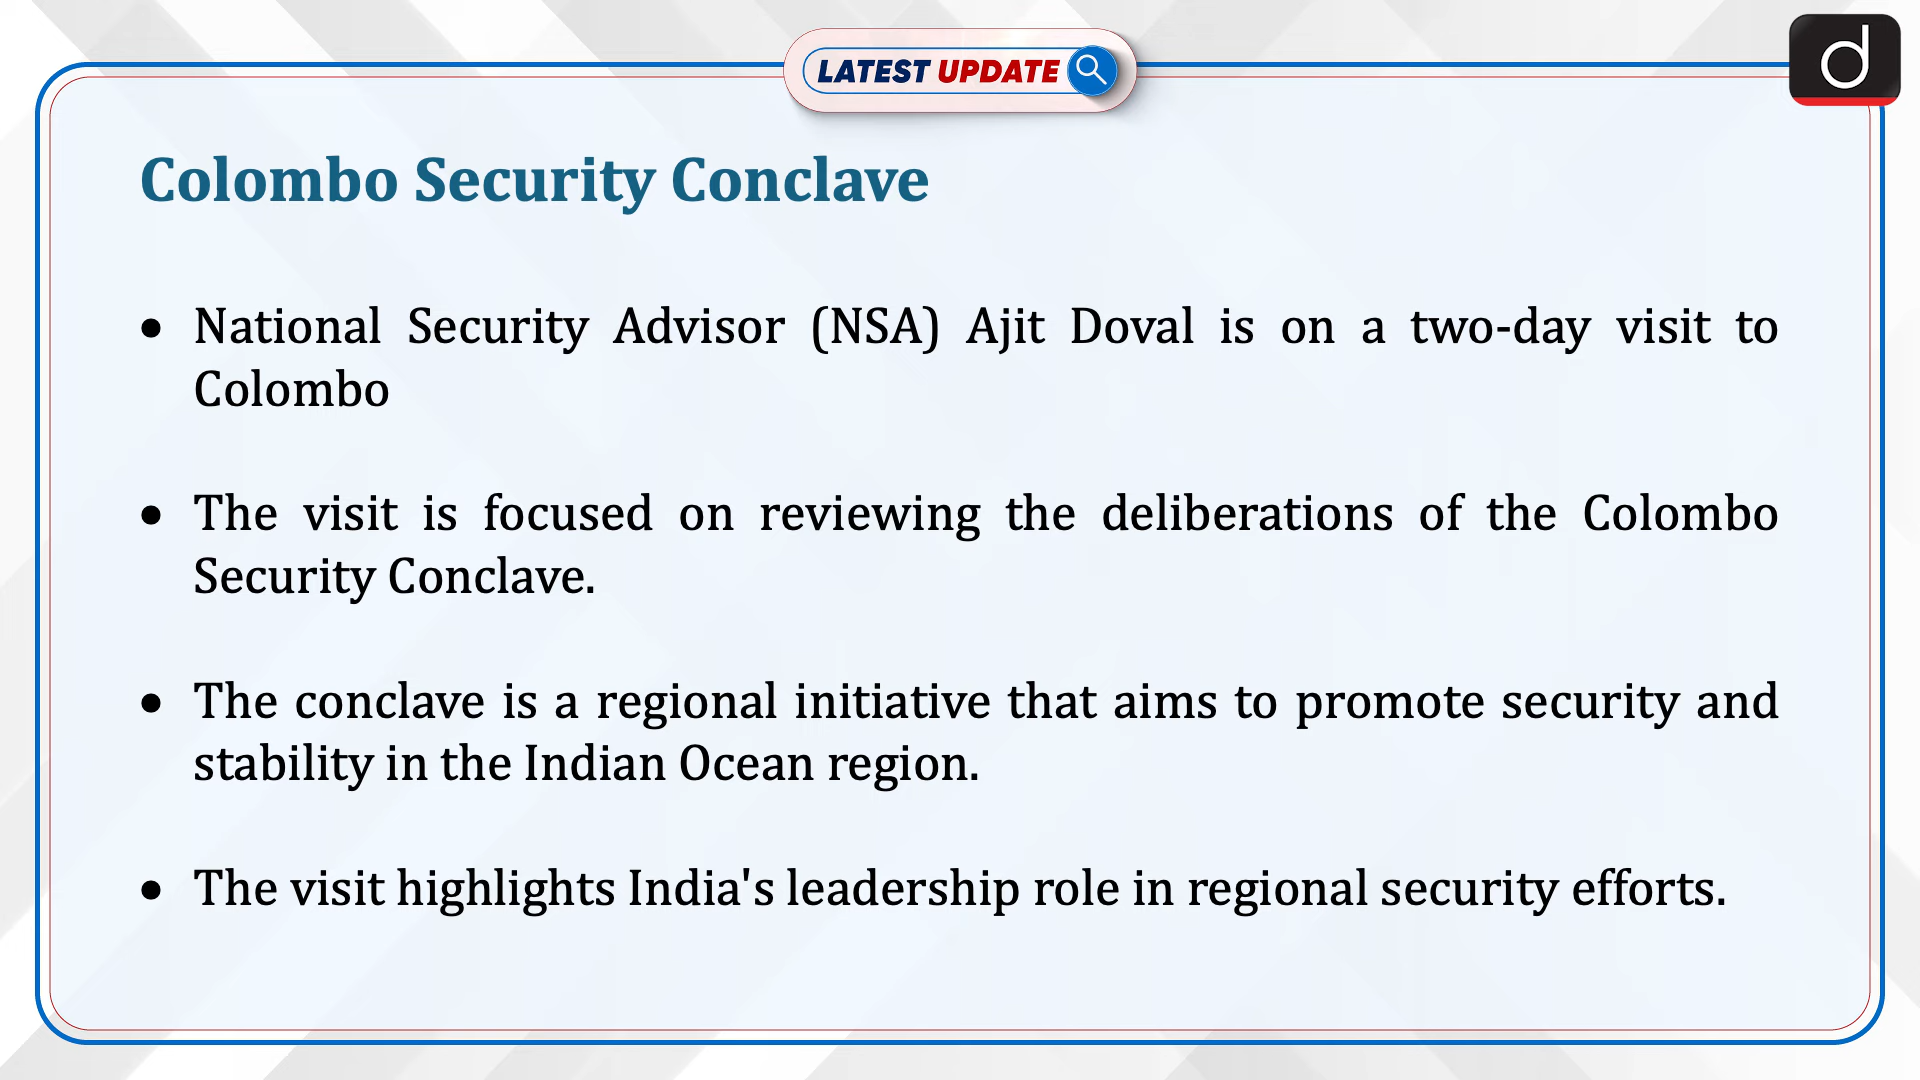 LATEST UPDATE
d
Colombo Security Conclave
• National Security Advisor (NSA) Ajit Doval is on a two-day visit to
Colombo
• The visit is focused on reviewing the deliberations of the Colombo
Security Conclave.
• The conclave is a regional initiative that aims to promote security and
stability in the Indian Ocean region.
• The visit highlights India's leadership role in regional security efforts.